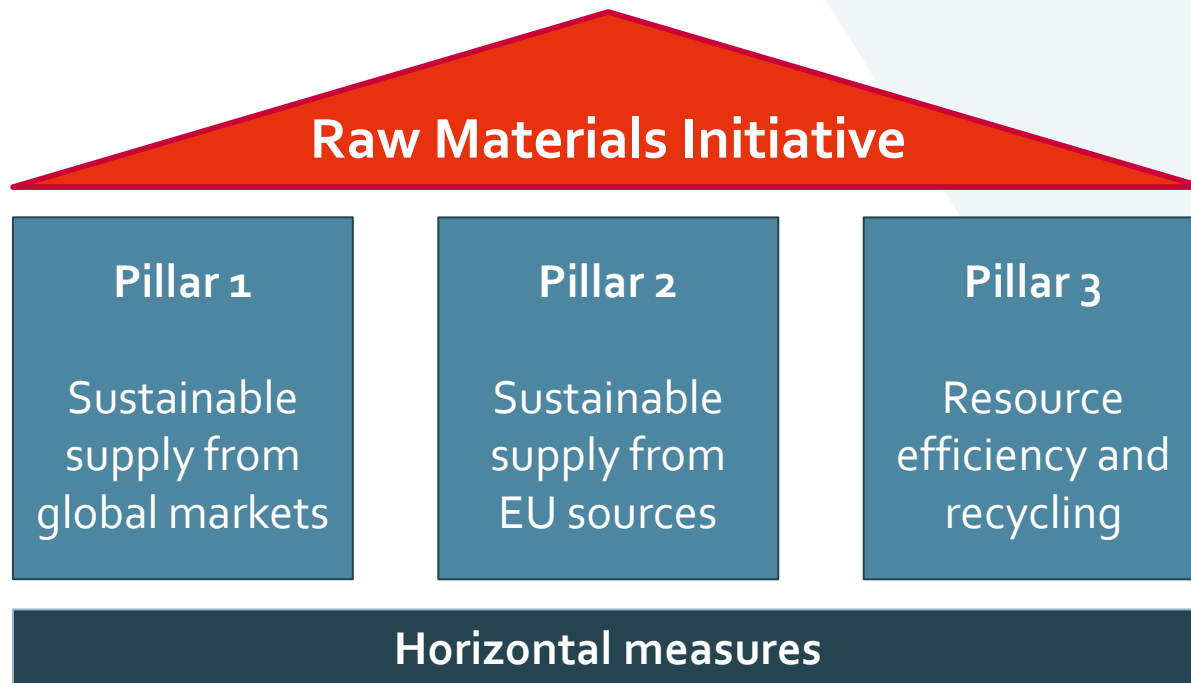 Raw Materials Initiative
Pillar 1
Sustainable
supply from
global markets
Pillar 2
Sustainable
supply from
EU sources
Pillar 3
Resource
efficiency and
recycling
Horizontal measures